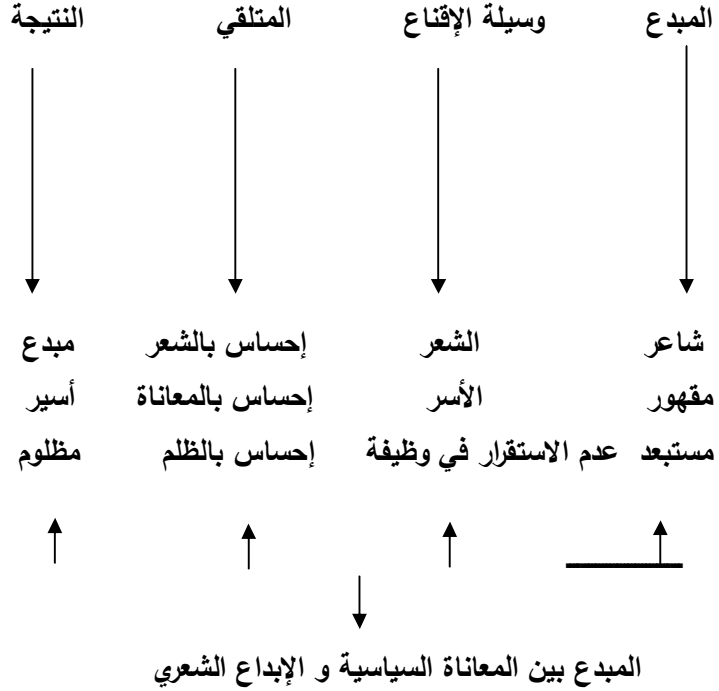 المبدع وسيلة الإقناع المتلقي النتيجة
شاعر الشعر إحساس بالشعر مبدع
مقهور الأسر إحساس بالمعاناة أسير
مستبعد عدم الاستقرار في وظيفة إحساس بالظلم مظلوم
المبدع بين المعاناة السياسية و الإبداع الشعري